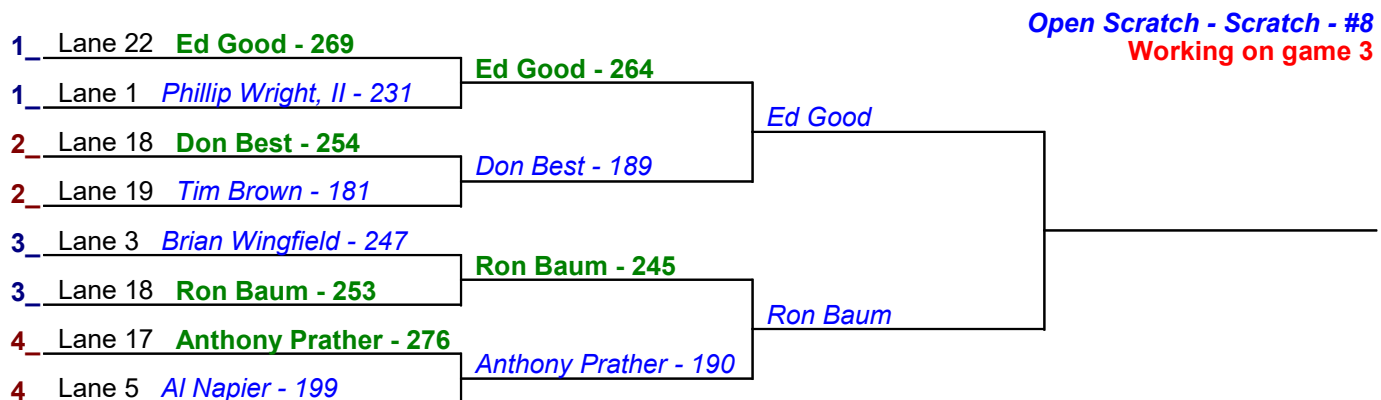 Open Scratch - Scratch - #8
Working on game 3
1_ Lane 22 Ed Good - 269
Ed Good - 264
1_ Lane 1 Phillip Wright, II - 231
Ed Good
2_ Lane 18 Don Best - 254
Don Best - 189
2_ Lane 19 Tim Brown - 181
3_ Lane 3 Brian Wingfield - 247
Ron Baum - 245
3_ Lane 18 Ron Baum - 253
Ron Baum
4_ Lane 17 Anthony Prather - 276
Anthony Prather - 190
4 Lane 5 Al Napier - 199